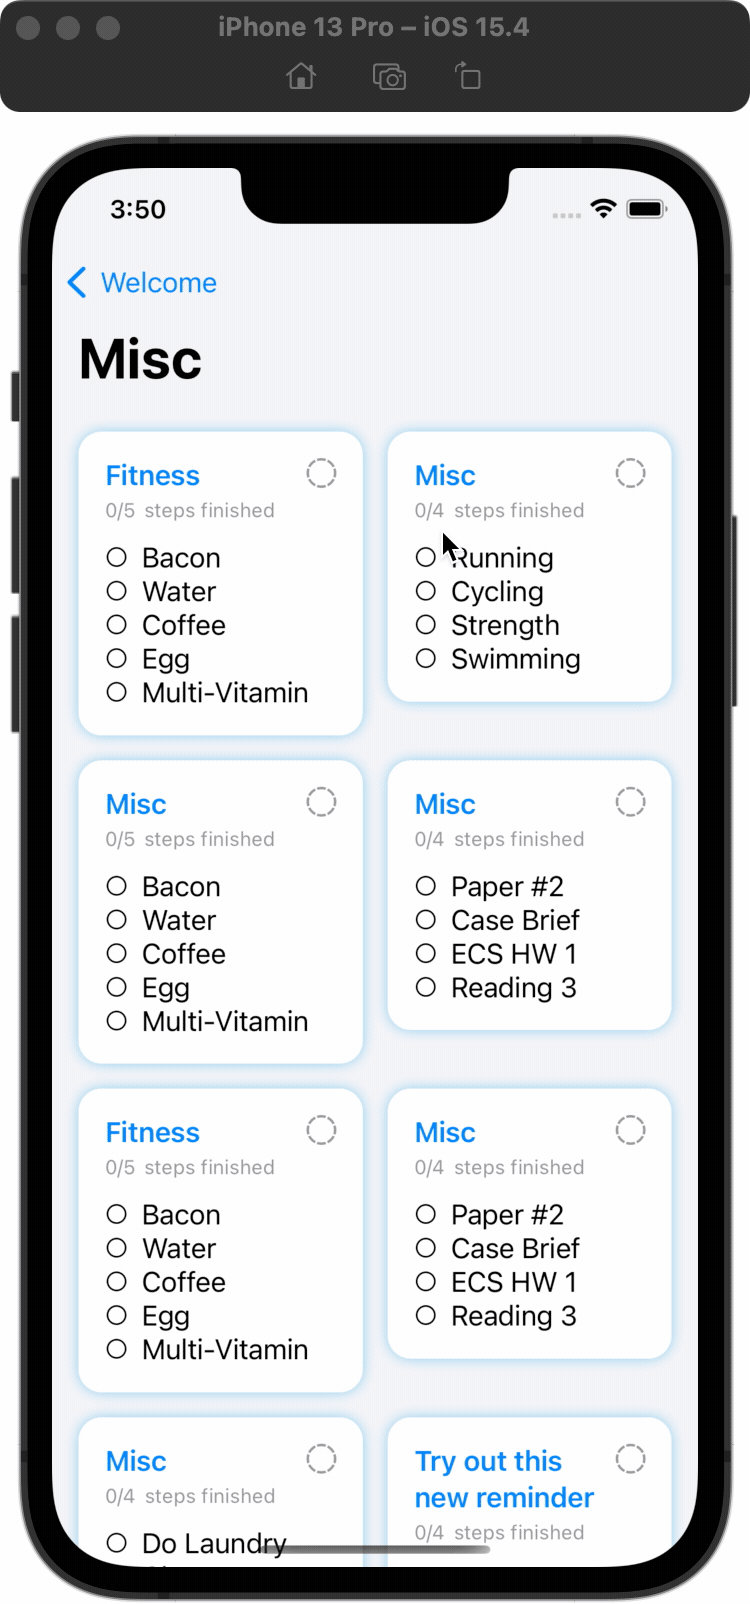 iPhone 13 Pro – iOS 15.4
3:50
Welcome
Misc
Fitness
0/5 steps finished
Bacon
Water
Coffee
Egg
Multi-Vitamin
Misc
0/4 steps finished
Running
Cycling
Strength
Swimming
Misc
0/5 steps finished
Bacon
Water
Coffee
Egg
Multi-Vitamin
Misc
0/4 steps finished
Paper #2
Case Brief
ECS HW 1
Reading 3
Fitness
0/5 steps finished
Bacon
Water
Coffee
Egg
Multi-Vitamin
Misc
0/4 steps finished
Paper #2
Case Brief
ECS HW 1
Reading 3
Misc
0/4 steps finished
Do Laundry
Try out this
new reminder
0/4 steps finished